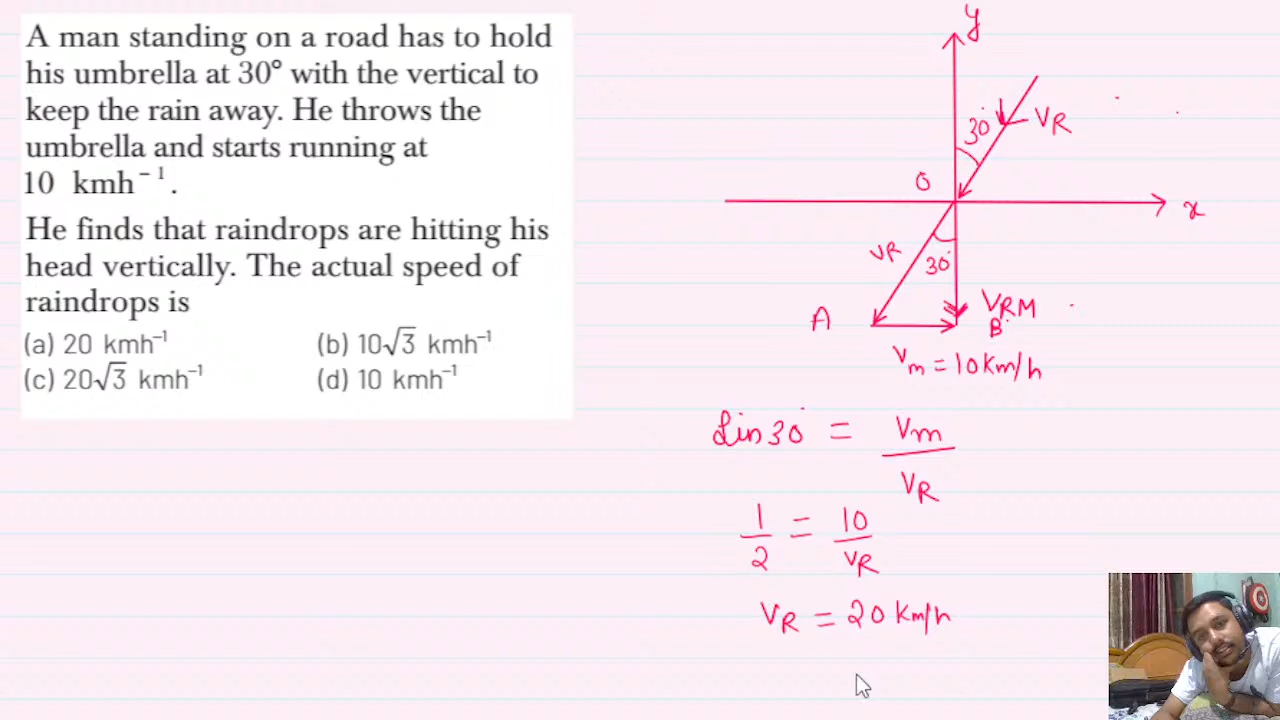 A man standing on a road has to hold
his umbrella at 30° with the vertical to
keep the rain away. He throws the
umbrella and starts running at
10 kmh⁻¹.
He finds that raindrops are hitting his
head vertically. The actual speed of
raindrops is
(a) 20 kmh⁻¹ (b) 10√3 kmh⁻¹
(c) 20√3 kmh⁻¹ (d) 10 kmh⁻¹
y
30°
VR
O
x
VR
30°
VRM
A
B
Vm = 10 Km/h
Sin 30° = Vm / VR
1/2 = 10/VR
VR = 20 Km/h